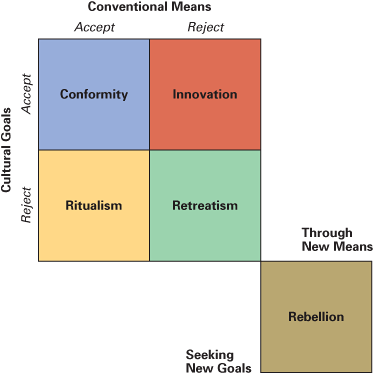 Conventional Means
Accept Reject
Cultural Goals
Accept
Conformity Innovation
Reject
Ritualism Retreatism
Through
New Means
Rebellion
Seeking
New Goals